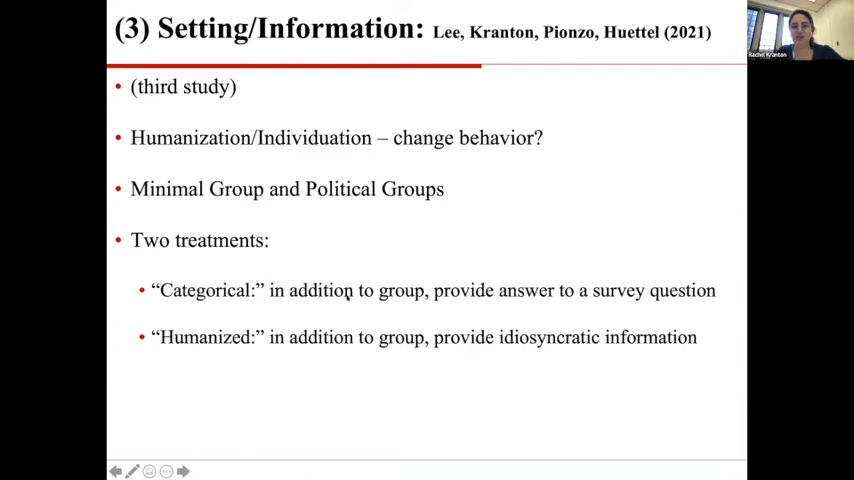 (3) Setting/Information: Lee, Kranton, Pionzo, Huettel (2021)
Rachel Kranton
• (third study)
• Humanization/Individuation – change behavior?
• Minimal Group and Political Groups
• Two treatments:
• “Categorical:” in addition to group, provide answer to a survey question
• “Humanized:” in addition to group, provide idiosyncratic information